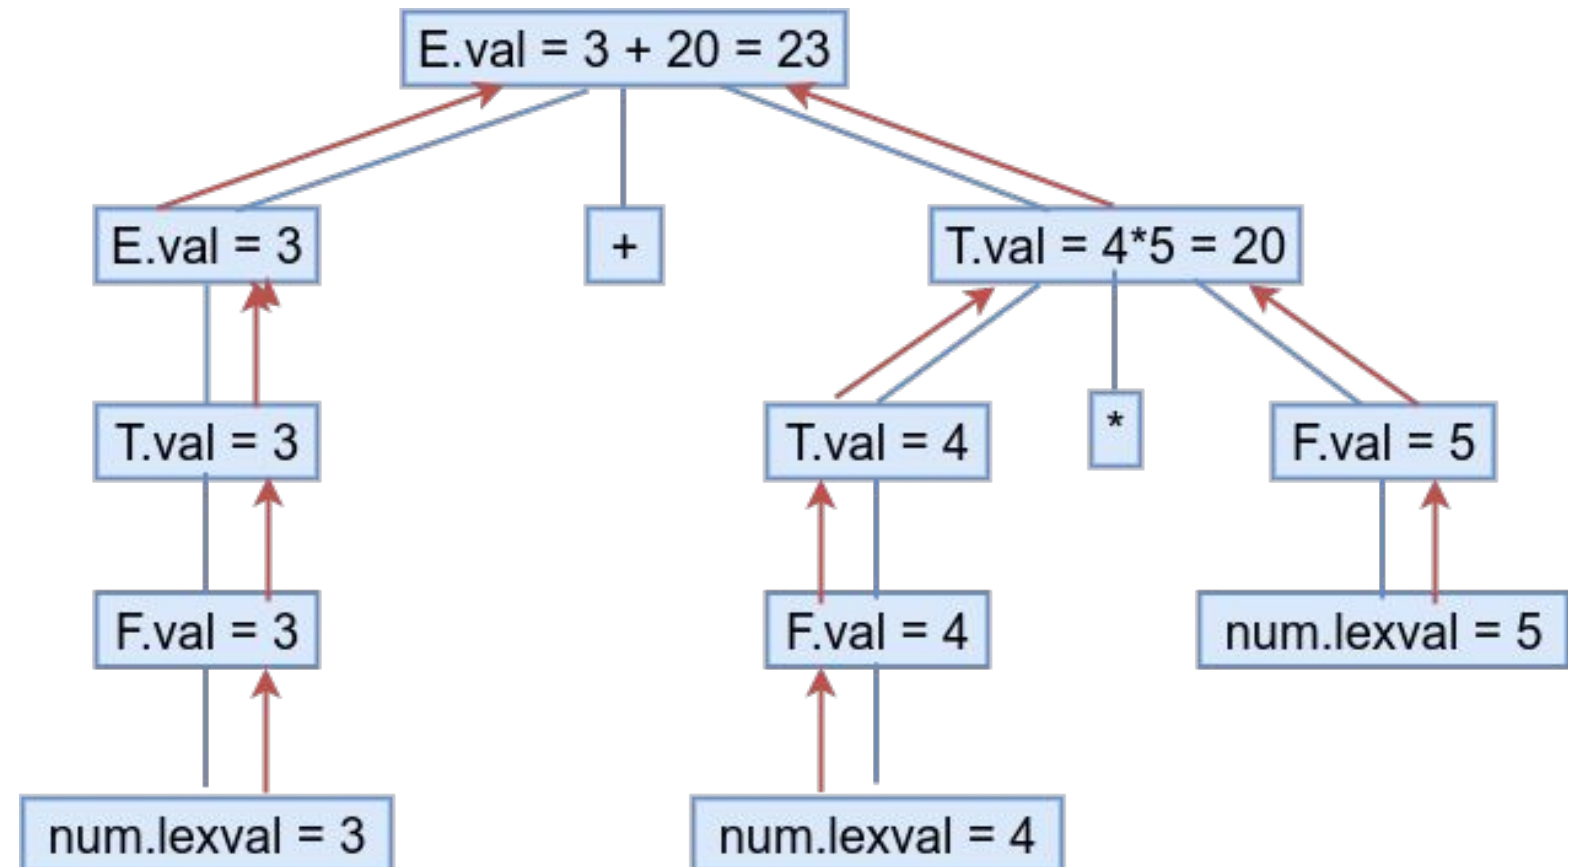 E.val = 3 + 20 = 23
E.val = 3
+
T.val = 4*5 = 20
T.val = 3
T.val = 4
*
F.val = 5
F.val = 3
F.val = 4
num.lexval = 5
num.lexval = 3
num.lexval = 4